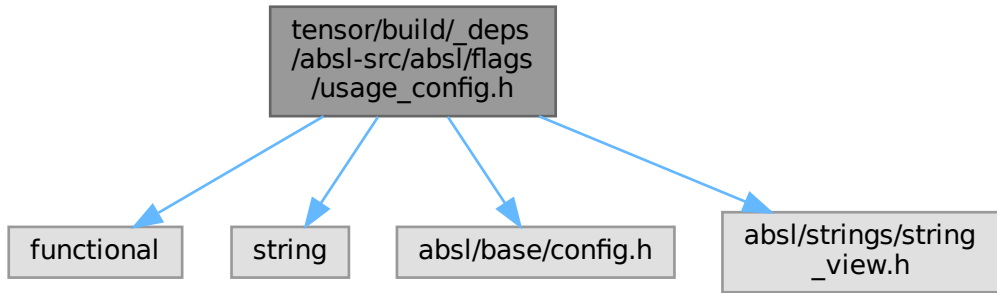 tensor/build/_deps
/absl-src/absl/flags
/usage_config.h
functional
string
absl/base/config.h
absl/strings/string
_view.h